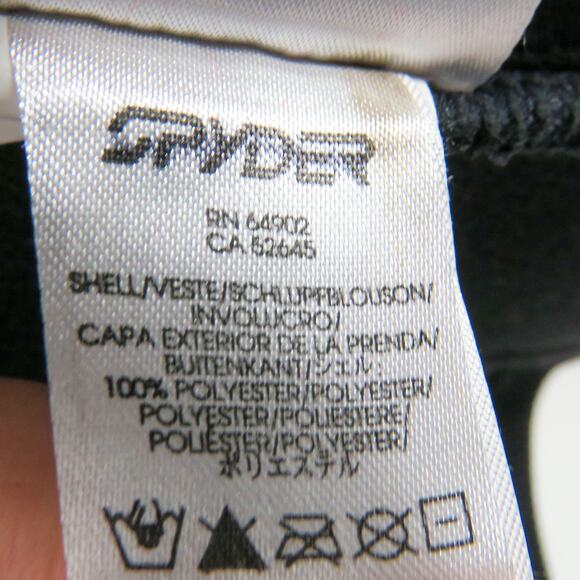 SPYDER
RN 64902
CA 52645
SHELL/VESTE/SCHLUPFBLOUSON/
INVOLUCRO/
CAPA EXTERIOR DE LA PRENDA/
BUITENKANT/シェル:
100% POLYESTER/POLYESTER/
POLYESTER/POLIESTERE/
POLIÉSTER/POLYESTER/
ポリエステル